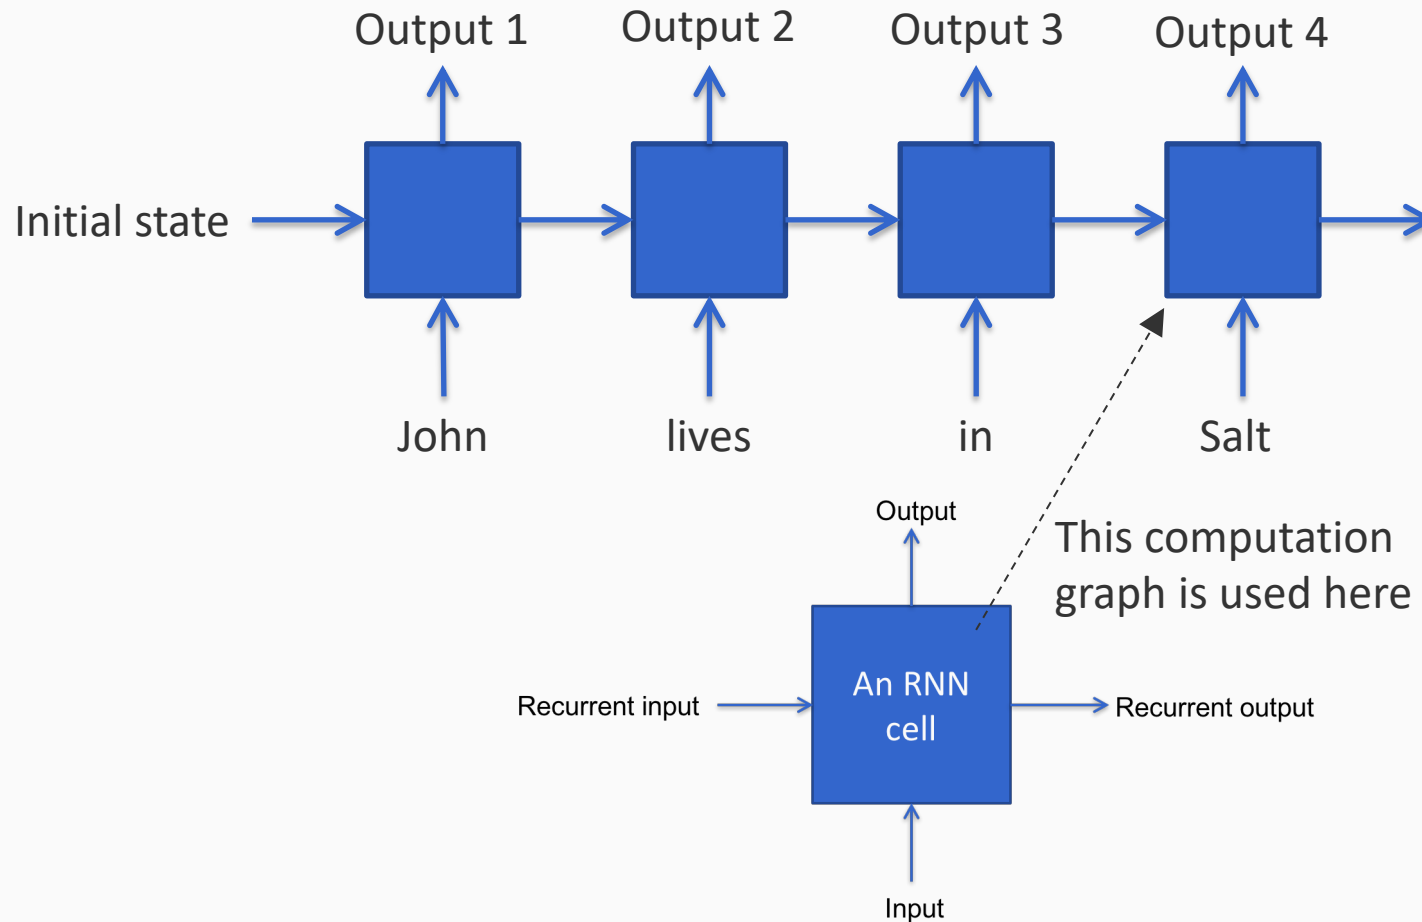 Output 1
Output 2
Output 3
Output 4
Initial state
John
lives
in
Salt
Output
This computation
graph is used here
An RNN
cell
Recurrent input
Recurrent output
Input